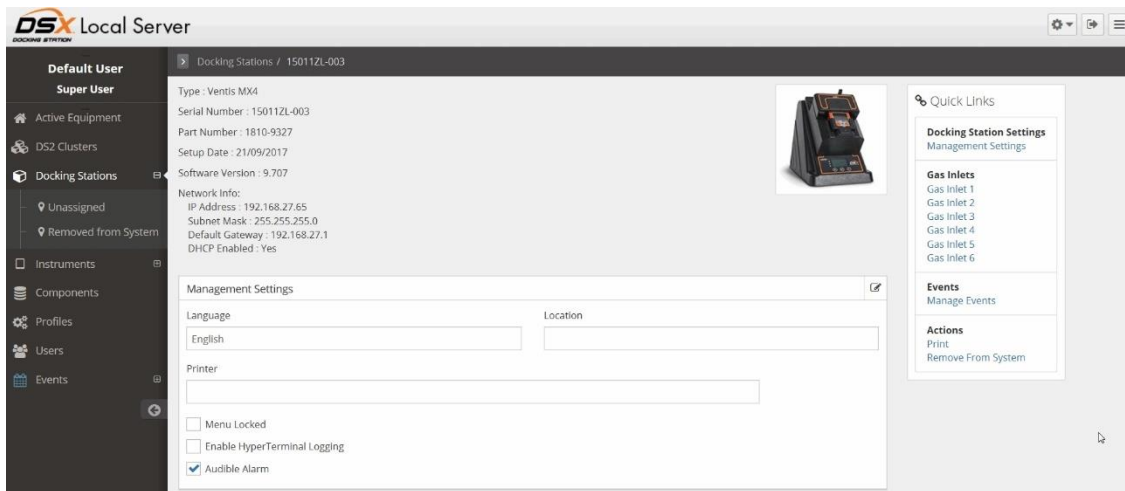 DSX Local Server
DOCKING STATION
Default User
Super User
Active Equipment
DS2 Clusters
Docking Stations
Unassigned
Removed from System
Instruments
Components
Profiles
Users
Events
Docking Stations / 15011ZL-003
Type : Ventis MX4
Serial Number : 15011ZL-003
Part Number : 1810-9327
Setup Date : 21/09/2017
Software Version : 9.707
Network Info:
IP Address : 192.168.27.65
Subnet Mask : 255.255.255.0
Default Gateway : 192.168.27.1
DHCP Enabled : Yes
Management Settings
Language
Location
English
Printer
Menu Locked
Enable HyperTerminal Logging
Audible Alarm
Quick Links
Docking Station Settings
Management Settings
Gas Inlets
Gas Inlet 1
Gas Inlet 2
Gas Inlet 3
Gas Inlet 4
Gas Inlet 5
Gas Inlet 6
Events
Manage Events
Actions
Print
Remove From System